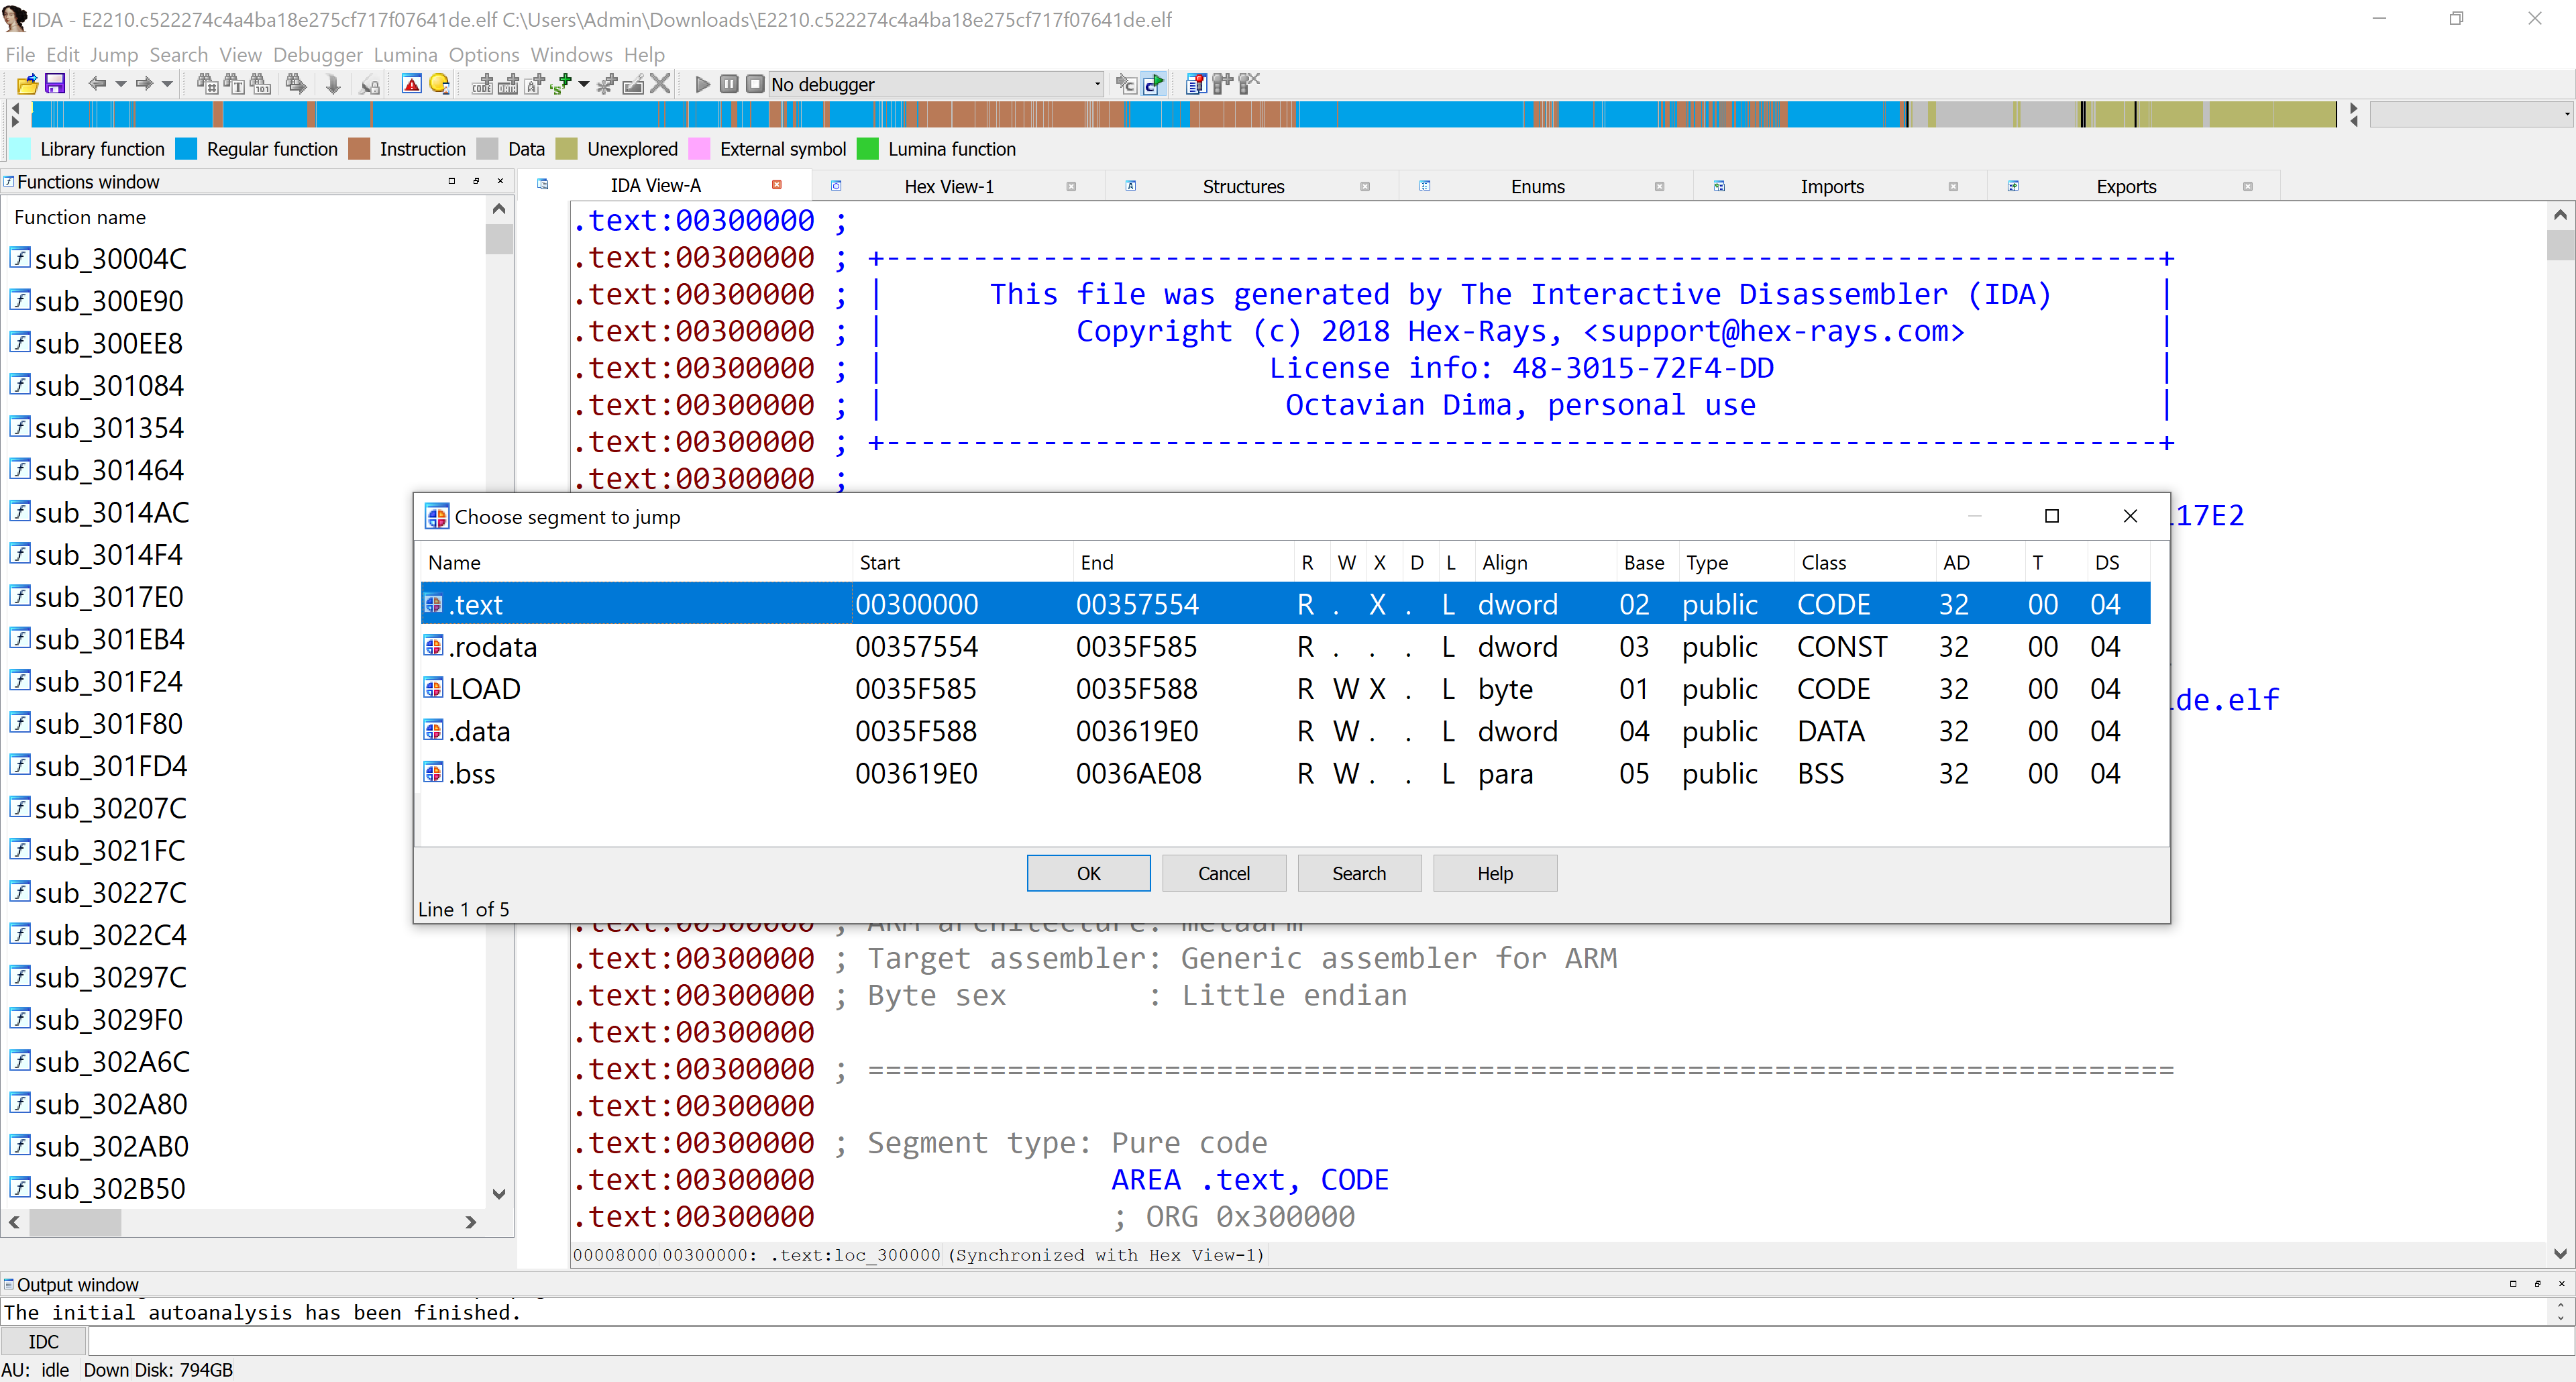 IDA - E2210.c522274c4a4ba18e275cf717f07641de.elf C:\Users\Admin\Downloads\E2210.c522274c4a4ba18e275cf717f07641de.elf
File Edit Jump Search View Debugger Lumina Options Windows Help
No debugger
Library function Regular function Instruction Data Unexplored External symbol Lumina function
Functions window
IDA View-A Hex View-1 Structures Enums Imports Exports
Function name
sub_30004C
sub_300E90
sub_300EE8
sub_301084
sub_301354
sub_301464
sub_3014AC
sub_3014F4
sub_3017E0
sub_301EB4
sub_301F24
sub_301F80
sub_301FD4
sub_30207C
sub_3021FC
sub_30227C
sub_3022C4
sub_30297C
sub_3029F0
sub_302A6C
sub_302A80
sub_302AB0
sub_302B50
.text:00300000 ;
.text:00300000 ; +-------------------------------------------------------------------------+
.text:00300000 ; | This file was generated by The Interactive Disassembler (IDA) |
.text:00300000 ; | Copyright (c) 2018 Hex-Rays, <support@hex-rays.com> |
.text:00300000 ; | License info: 48-3015-72F4-DD |
.text:00300000 ; | Octavian Dima, personal use |
.text:00300000 ; +-------------------------------------------------------------------------+
.text:00300000 ;
17E2
de.elf
Choose segment to jump
Name Start End R W X D L Align Base Type Class AD T DS
.text 00300000 00357554 R . X . L dword 02 public CODE 32 00 04
.rodata 00357554 0035F585 R . . . L dword 03 public CONST 32 00 04
LOAD 0035F585 0035F588 R W X . L byte 01 public CODE 32 00 04
.data 0035F588 003619E0 R W . . L dword 04 public DATA 32 00 04
.bss 003619E0 0036AE08 R W . . L para 05 public BSS 32 00 04
OK Cancel Search Help
Line 1 of 5
.text:00300000 ; ARM architecture: metaarm
.text:00300000 ; Target assembler: Generic assembler for ARM
.text:00300000 ; Byte sex : Little endian
.text:00300000
.text:00300000 ; ===========================================================================
.text:00300000
.text:00300000 ; Segment type: Pure code
.text:00300000 AREA .text, CODE
.text:00300000 ; ORG 0x300000
00008000 00300000: .text:loc_300000 (Synchronized with Hex View-1)
Output window
The initial autoanalysis has been finished.
IDC
AU: idle Down Disk: 794GB